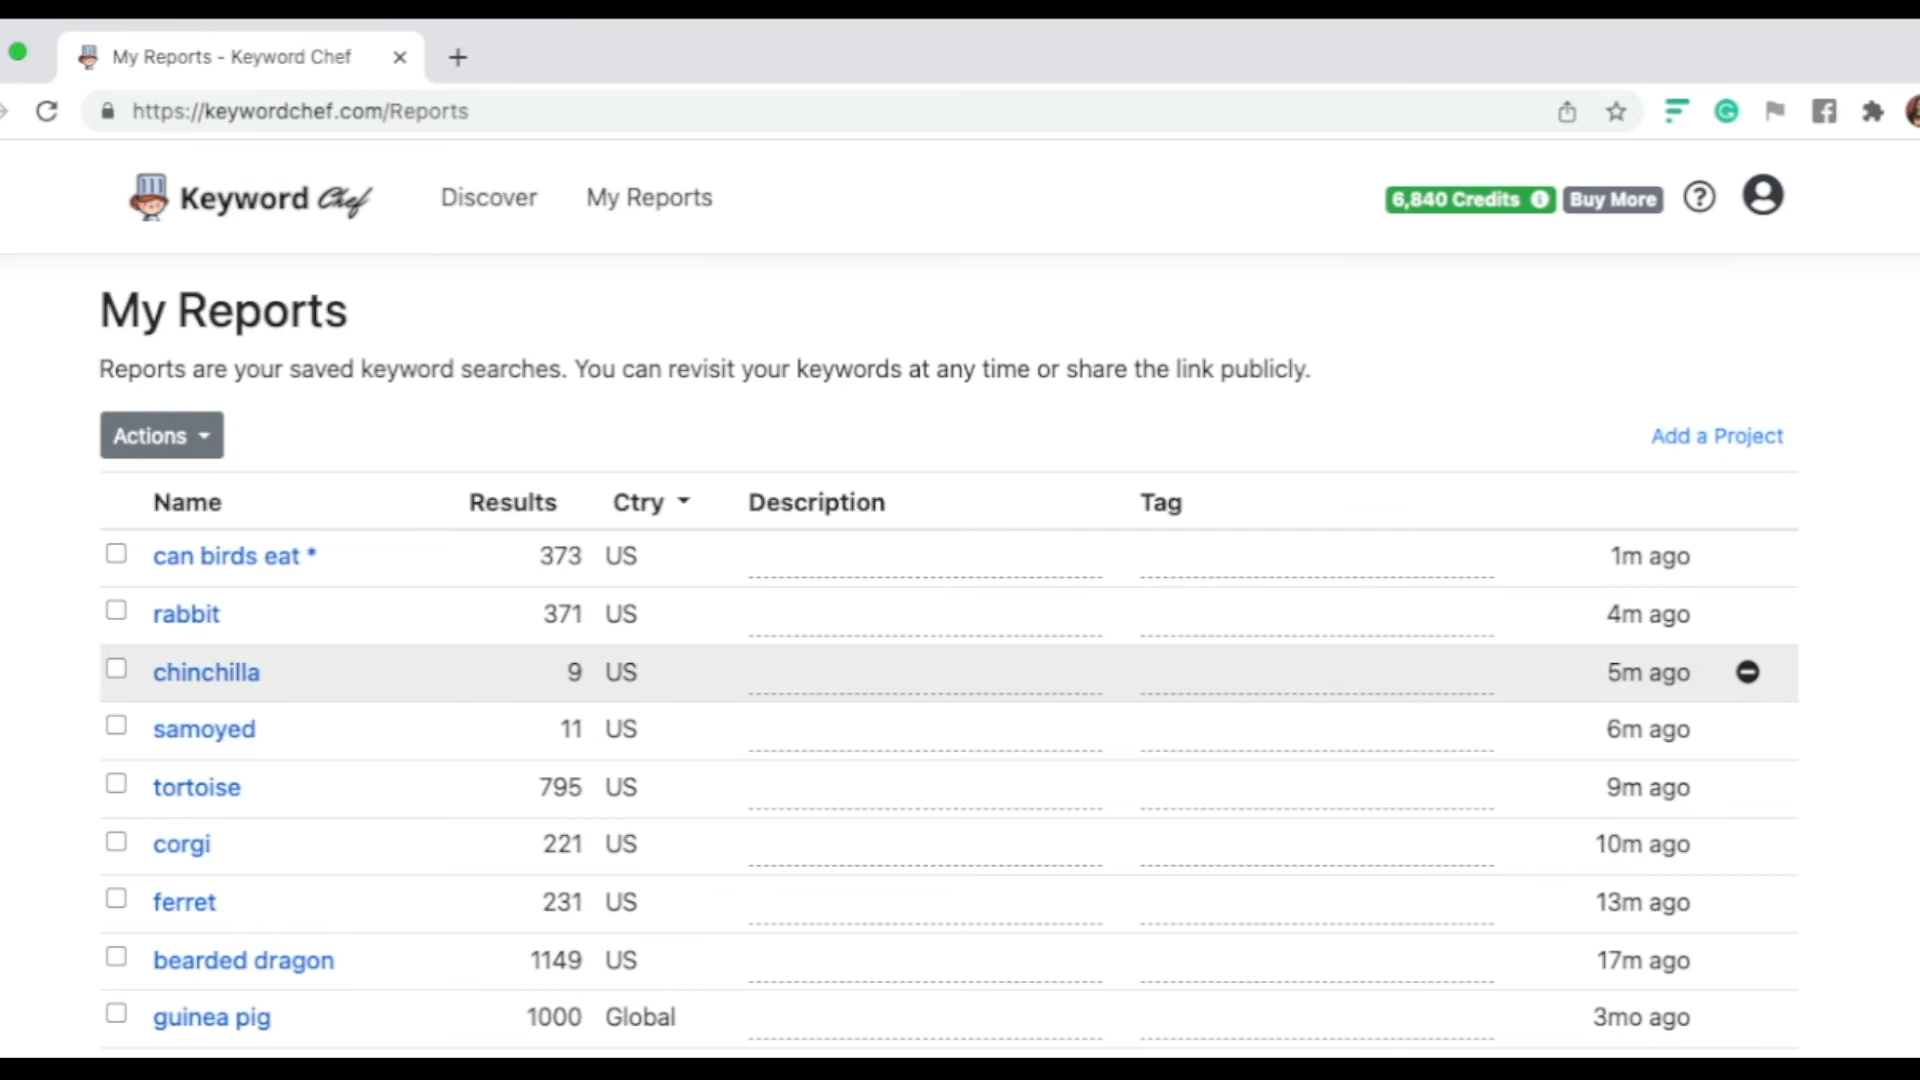 My Reports - Keyword Chef
https://keywordchef.com/Reports
Keyword Chef Discover My Reports 6,840 Credits Buy More
My Reports
Reports are your saved keyword searches. You can revisit your keywords at any time or share the link publicly.
Actions Add a Project
Name Results Ctry Description Tag
can birds eat * 373 US 1m ago
rabbit 371 US 4m ago
chinchilla 9 US 5m ago
samoyed 11 US 6m ago
tortoise 795 US 9m ago
corgi 221 US 10m ago
ferret 231 US 13m ago
bearded dragon 1149 US 17m ago
guinea pig 1000 Global 3mo ago